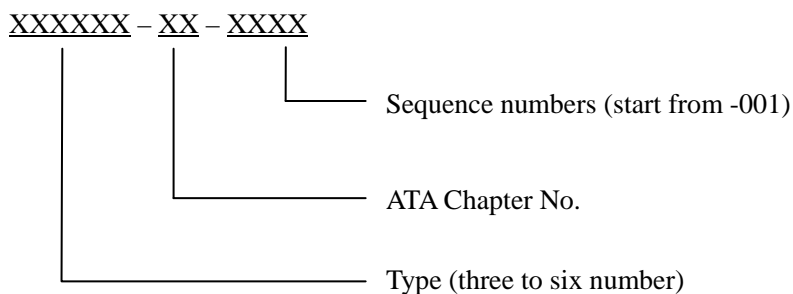 XXXXXX – XX – XXXX
Sequence numbers (start from -001)
ATA Chapter No.
Type (three to six number)